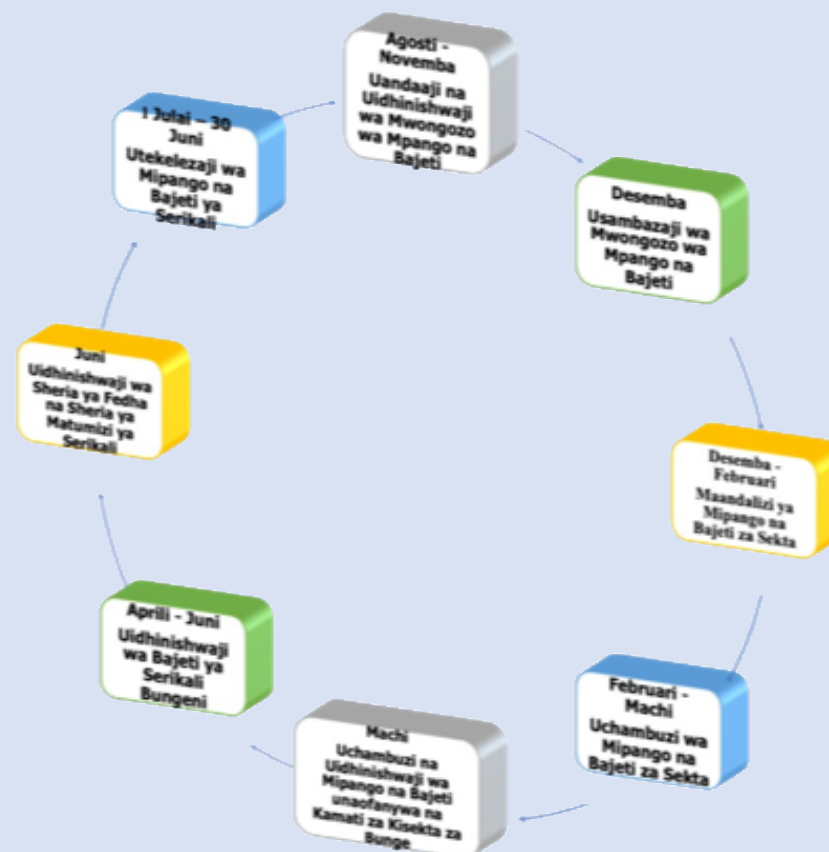 Agosti -
Novemba
Uandaaji na
Uidhinishwaji
wa Mwongozo
wa Mpango na
Bajeti
Desemba
Usambazaji wa
Mwongozo wa
Mpango na
Bajeti
Desemba -
Februari
Maandalizi ya
Mipango na
Bajeti za Sekta
Februari -
Machi
Uchambuzi wa
Mipango na
Bajeti za Sekta
Machi
Uchambuzi na
Uidhinishwaji wa
Mipango na Bajeti
unaofanywa na
Kamati za Kisekta za
Bunge
Aprili - Juni
Uidhinishwaji
wa Bajeti ya
Serikali
Bungeni
Juni
Uidhinishwaji wa
Sheria ya Fedha
na Sheria ya
Matumizi ya
Serikali
1 Julai – 30
Juni
Utekelezaji wa
Mipango na
Bajeti ya
Serikali